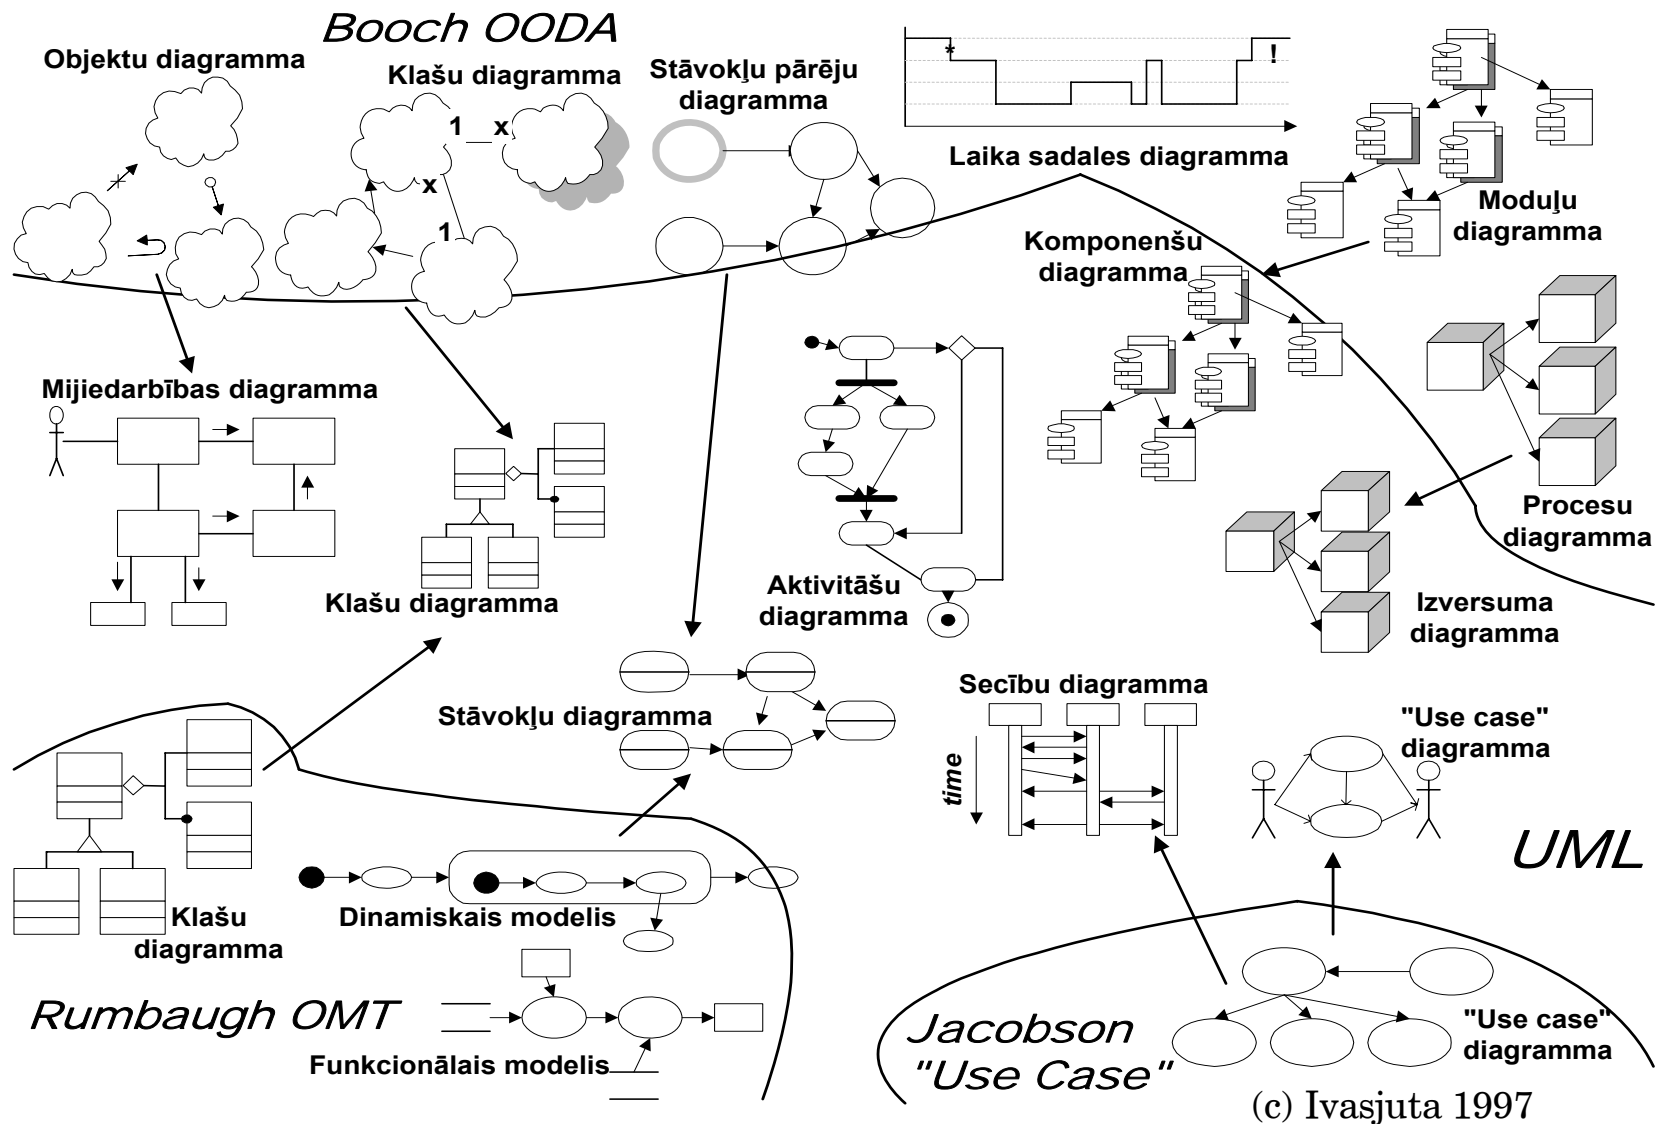 Booch OODA
Objektu diagramma
Klašu diagramma
1
x
x
1
Stāvokļu pārēju
diagramma
*
!
Laika sadales diagramma
Moduļu
diagramma
Komponenšu
diagramma
Procesu
diagramma
Mijiedarbības diagramma
Klašu diagramma
Aktivitāšu
diagramma
Izversuma
diagramma
Stāvokļu diagramma
Secību diagramma
time
"Use case"
diagramma
UML
Klašu
diagramma
Dinamiskais modelis
Rumbaugh OMT
Funkcionālais modelis
Jacobson
"Use Case"
"Use case"
diagramma
(c) Ivasjuta 1997